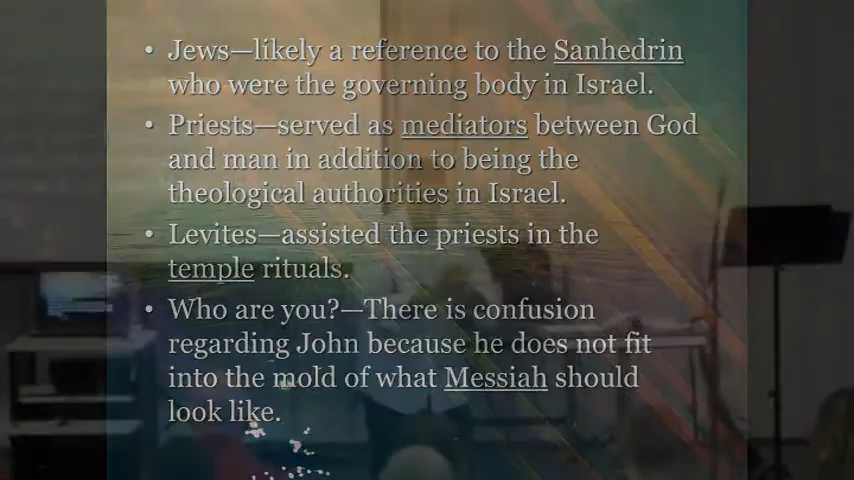 • Jews—likely a reference to the Sanhedrin
who were the governing body in Israel.
• Priests—served as mediators between God
and man in addition to being the
theological authorities in Israel.
• Levites—assisted the priests in the
temple rituals.
• Who are you?—There is confusion
regarding John because he does not fit
into the mold of what Messiah should
look like.